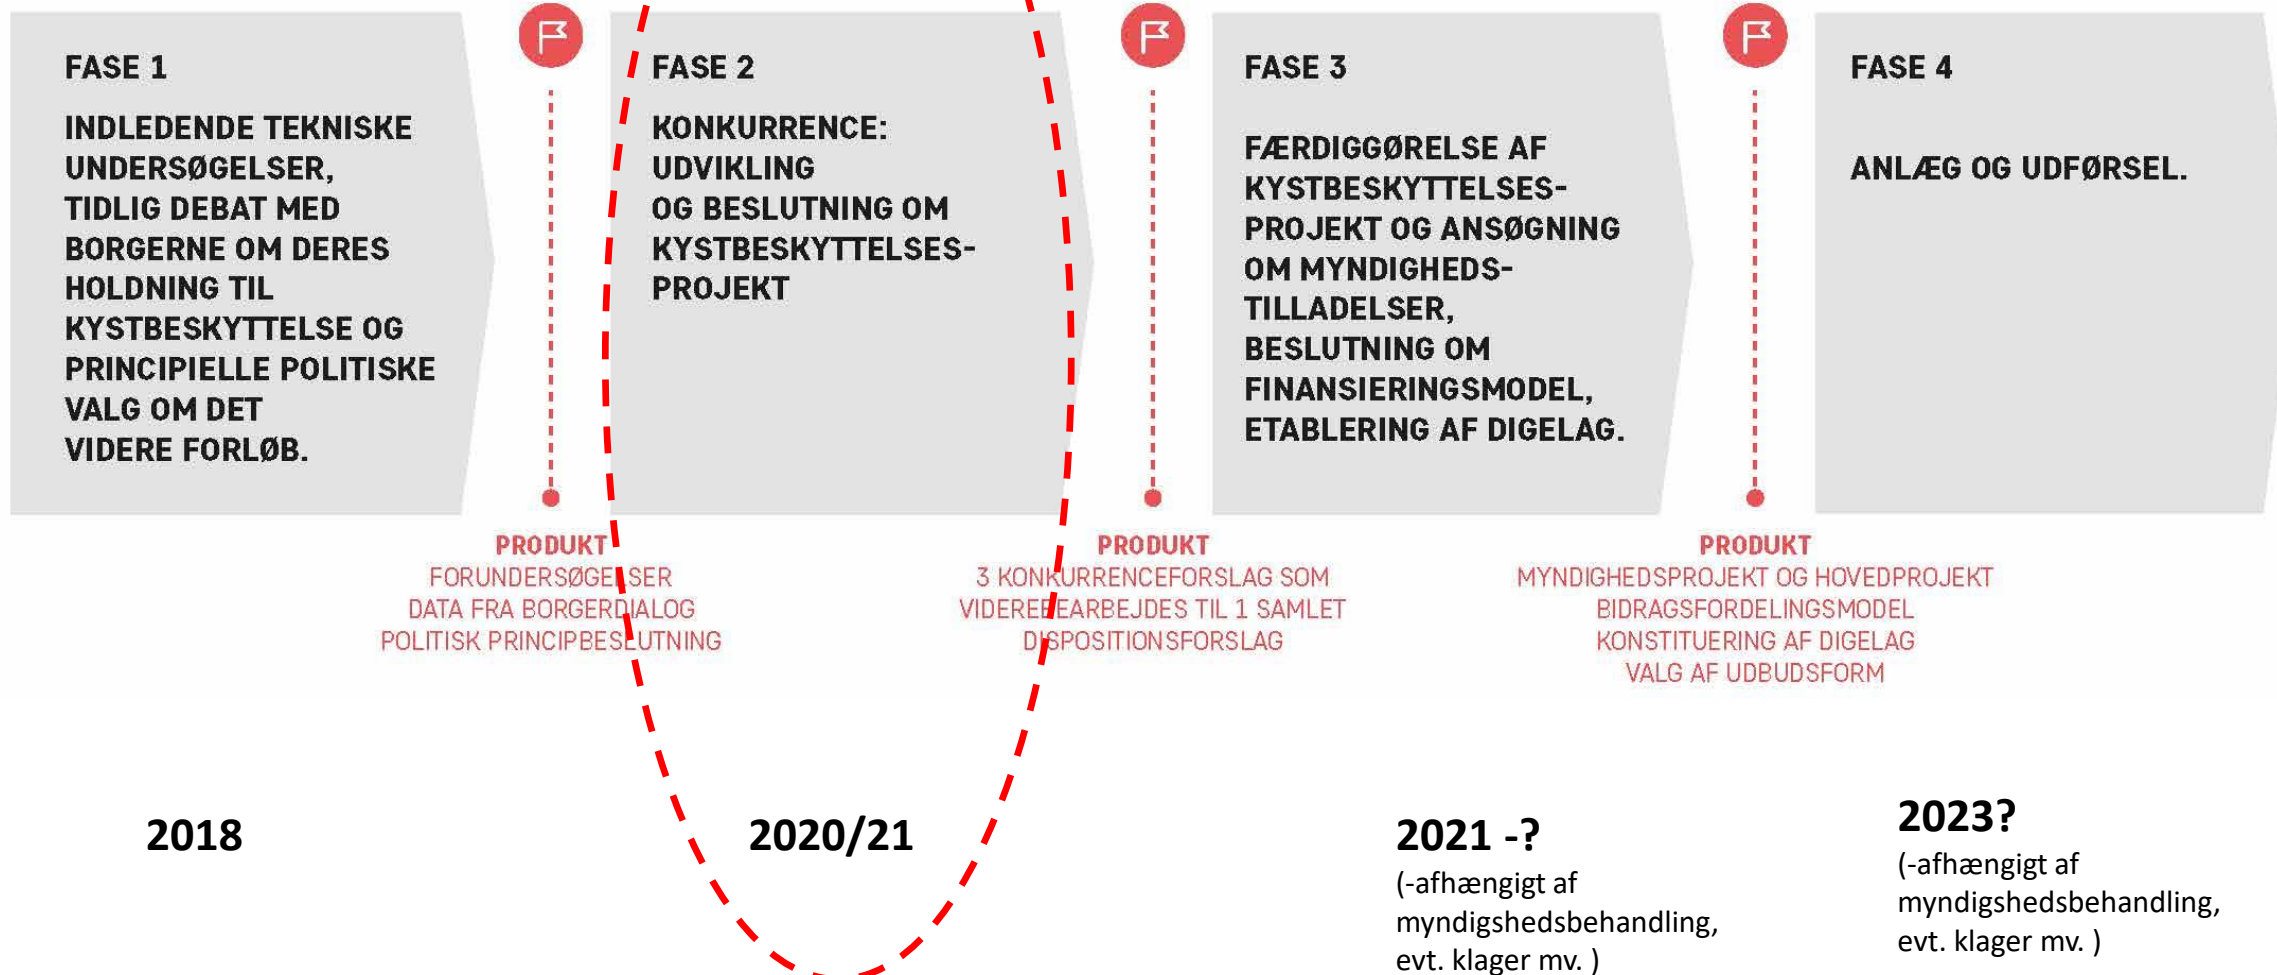 FASE 1
INDLEDENDE TEKNISKE
UNDERSØGELSER,
TIDLIG DEBAT MED
BORGERNE OM DERES
HOLDNING TIL
KYSTBESKYTTELSE OG
PRINCIPIELLE POLITISKE
VALG OM DET
VIDERE FORLØB.
PRODUKT
FORUNDERSØGELSER
DATA FRA BORGERDIALOG
POLITISK PRINCIPBESLUTNING
FASE 2
KONKURRENCE:
UDVIKLING
OG BESLUTNING OM
KYSTBESKYTTELSES-
PROJEKT
PRODUKT
3 KONKURRENCEFORSLAG SOM
VIDEREBEARBEJDES TIL 1 SAMLET
DISPOSITIONSFORSLAG
FASE 3
FÆRDIGGØRELSE AF
KYSTBESKYTTELSES-
PROJEKT OG ANSØGNING
OM MYNDIGHEDS-
TILLADELSER,
BESLUTNING OM
FINANSIERINGSMODEL,
ETABLERING AF DIGELAG.
PRODUKT
MYNDIGHEDSPROJEKT OG HOVEDPROJEKT
BIDRAGSFORDELINGSMODEL
KONSTITUERING AF DIGELAG
VALG AF UDBUDSFORM
FASE 4
ANLÆG OG UDFØRSEL.
2018
2020/21
2021 -?
(-afhængigt af
myndigshedsbehandling,
evt. klager mv. )
2023?
(-afhængigt af
myndigshedsbehandling,
evt. klager mv. )